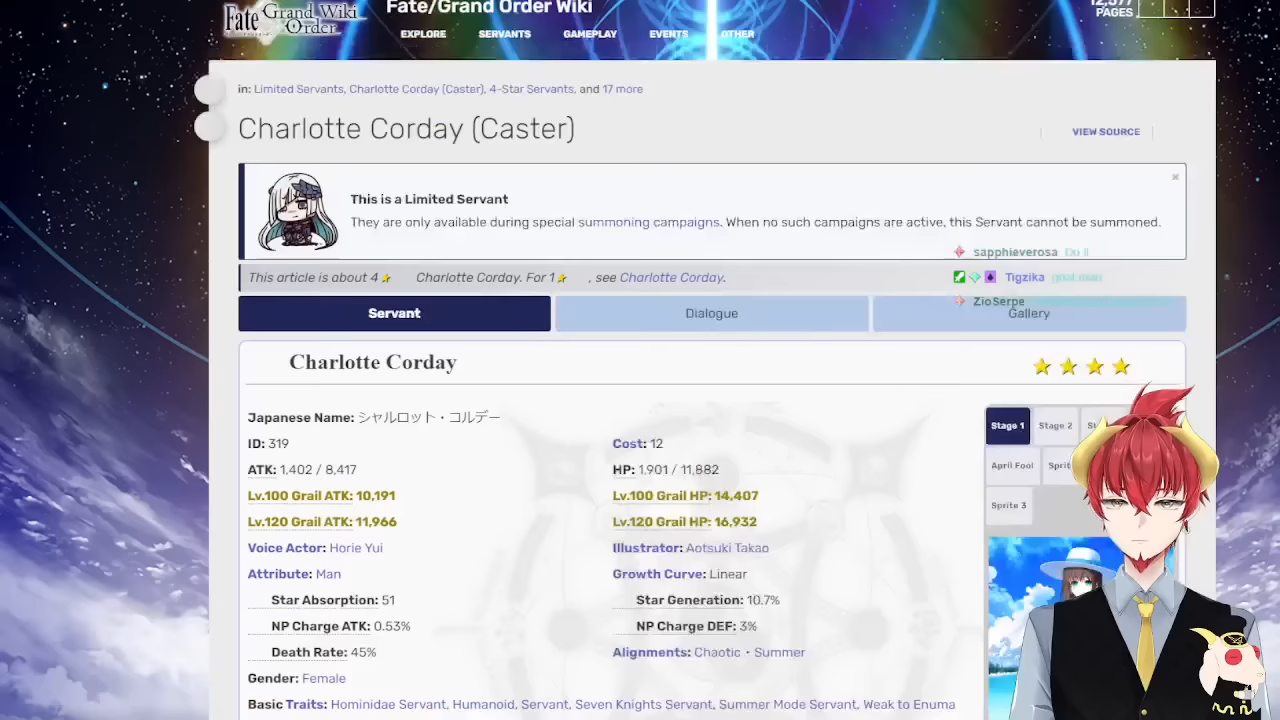 Fate Grand Order Wiki
Fate/Grand Order Wiki
12,577
PAGES
EXPLORE SERVANTS GAMEPLAY EVENTS OTHER
in: Limited Servants, Charlotte Corday (Caster), 4-Star Servants, and 17 more
Charlotte Corday (Caster)
VIEW SOURCE
This is a Limited Servant
They are only available during special summoning campaigns. When no such campaigns are active, this Servant cannot be summoned.
sapphieverosa Do it
This article is about 4★ Charlotte Corday. For 1★ , see Charlotte Corday.
Tigzika
ZioSerpe
Servant Dialogue Gallery
Charlotte Corday
Japanese Name: シャルロット・コルデー
Stage 1 Stage 2
ID: 319 Cost: 12
ATK: 1,402 / 8,417 HP: 1,901 / 11,882
April Fool
Lv.100 Grail ATK: 10,191 Lv.100 Grail HP: 14,407
Sprite 3
Lv.120 Grail ATK: 11,966 Lv.120 Grail HP: 16,932
Voice Actor: Horie Yui Illustrator: Aotsuki Takao
Attribute: Man Growth Curve: Linear
Star Absorption: 51 Star Generation: 10.7%
NP Charge ATK: 0.53% NP Charge DEF: 3%
Death Rate: 45% Alignments: Chaotic・Summer
Gender: Female
Basic Traits: Hominidae Servant, Humanoid, Servant, Seven Knights Servant, Summer Mode Servant, Weak to Enuma